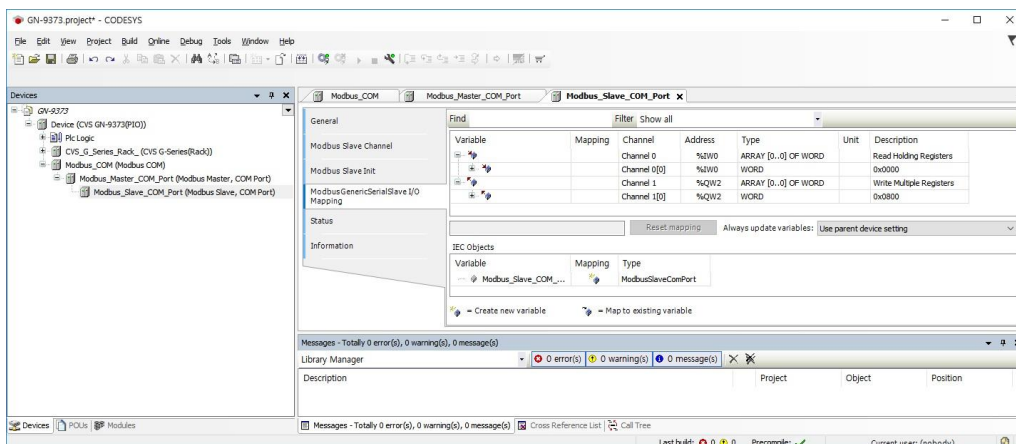 GN-9373.project* - CODESYS
File Edit View Project Build Online Debug Tools Window Help
Devices
GN-9373
Device (CVS GN-9373(PIO))
Plc Logic
CVS_G_Series_Rack_ (CVS G-Series(Rack))
Modbus_COM (Modbus COM)
Modbus_Master_COM_Port (Modbus Master, COM Port)
Modbus_Slave_COM_Port (Modbus Slave, COM Port)
Devices POUs Modules
Modbus_COM Modbus_Master_COM_Port Modbus_Slave_COM_Port
General
Modbus Slave Channel
Modbus Slave Init
ModbusGenericSerialSlave I/O
Mapping
Status
Information
Find Filter Show all
Variable Mapping Channel Address Type Unit Description
Channel 0 %IW0 ARRAY [0..0] OF WORD Read Holding Registers
Channel 0[0] %IW0 WORD 0x0000
Channel 1 %QW2 ARRAY [0..0] OF WORD Write Multiple Registers
Channel 1[0] %QW2 WORD 0x0800
Reset mapping Always update variables: Use parent device setting
IEC Objects
Variable Mapping Type
Modbus_Slave_COM_... ModbusSlaveComPort
= Create new variable = Map to existing variable
Messages - Totally 0 error(s), 0 warning(s), 0 message(s)
Library Manager 0 error(s) 0 warning(s) 0 message(s)
Description Project Object Position
Messages - Totally 0 error(s), 0 warning(s), 0 message(s) Cross Reference List Call Tree
Last build: 0 0 Precompile: Current user: (nobody)